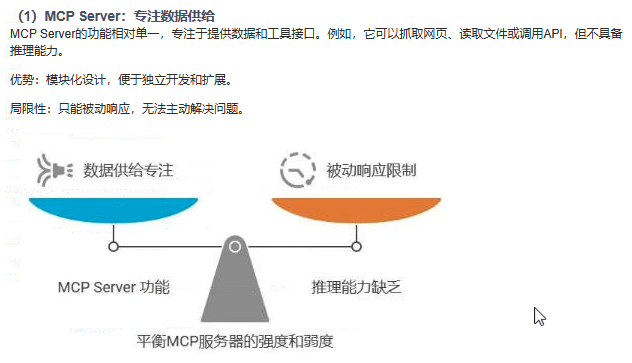 （1）MCP Server：专注数据供给
MCP Server的功能相对单一，专注于提供数据和工具接口。例如，它可以抓取网页、读取文件或调用API，但不具备
推理能力。
优势：模块化设计，便于独立开发和扩展。
局限性：只能被动响应，无法主动解决问题。
数据供给专注
被动响应限制
MCP Server 功能
推理能力缺乏
平衡MCP服务器的强度和弱度